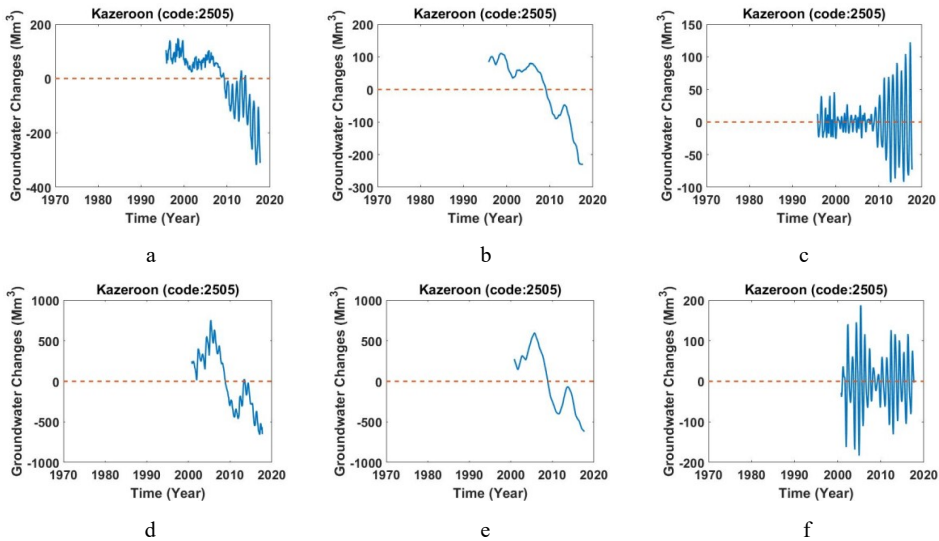 Kazeroon (code:2505)
Groundwater Changes (Mm³)
200
0
-200
-400
1970 1980 1990 2000 2010 2020
Time (Year)
a
Kazeroon (code:2505)
Groundwater Changes (Mm³)
200
100
0
-100
-200
-300
1970 1980 1990 2000 2010 2020
Time (Year)
b
Kazeroon (code:2505)
Groundwater Changes (Mm³)
150
100
50
0
-50
-100
1970 1980 1990 2000 2010 2020
Time (Year)
c
Kazeroon (code:2505)
Groundwater Changes (Mm³)
1000
500
0
-500
-1000
1970 1980 1990 2000 2010 2020
Time (Year)
d
Kazeroon (code:2505)
Groundwater Changes (Mm³)
1000
500
0
-500
-1000
1970 1980 1990 2000 2010 2020
Time (Year)
e
Kazeroon (code:2505)
Groundwater Changes (Mm³)
200
100
0
-100
-200
1970 1980 1990 2000 2010 2020
Time (Year)
f